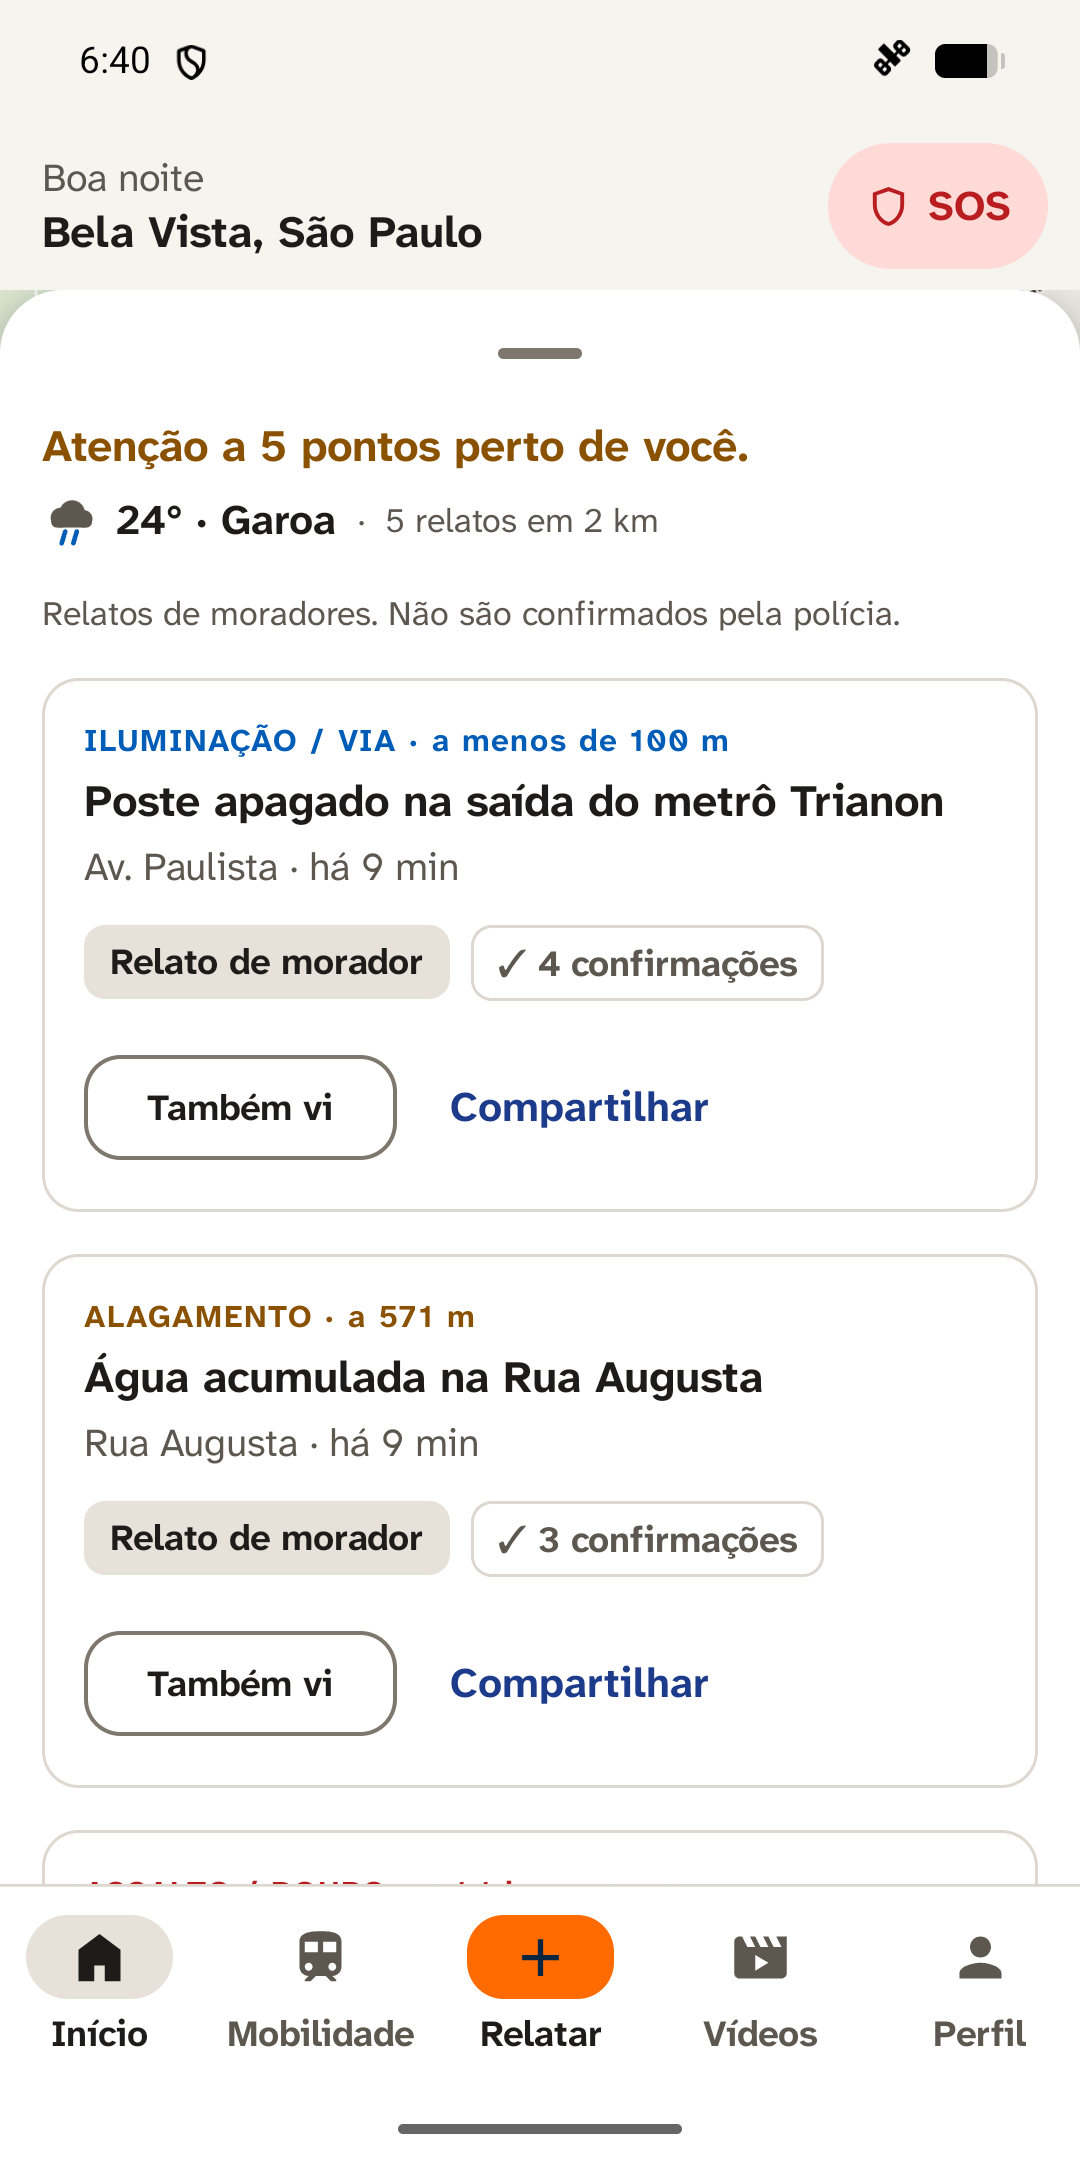 6:40
Boa noite
Bela Vista, São Paulo
SOS
Atenção a 5 pontos perto de você.
24° · Garoa · 5 relatos em 2 km
Relatos de moradores. Não são confirmados pela polícia.
ILUMINAÇÃO / VIA · a menos de 100 m
Poste apagado na saída do metrô Trianon
Av. Paulista · há 9 min
Relato de morador
✓ 4 confirmações
Também vi
Compartilhar
ALAGAMENTO · a 571 m
Água acumulada na Rua Augusta
Rua Augusta · há 9 min
Relato de morador
✓ 3 confirmações
Também vi
Compartilhar
Início
Mobilidade
Relatar
Vídeos
Perfil